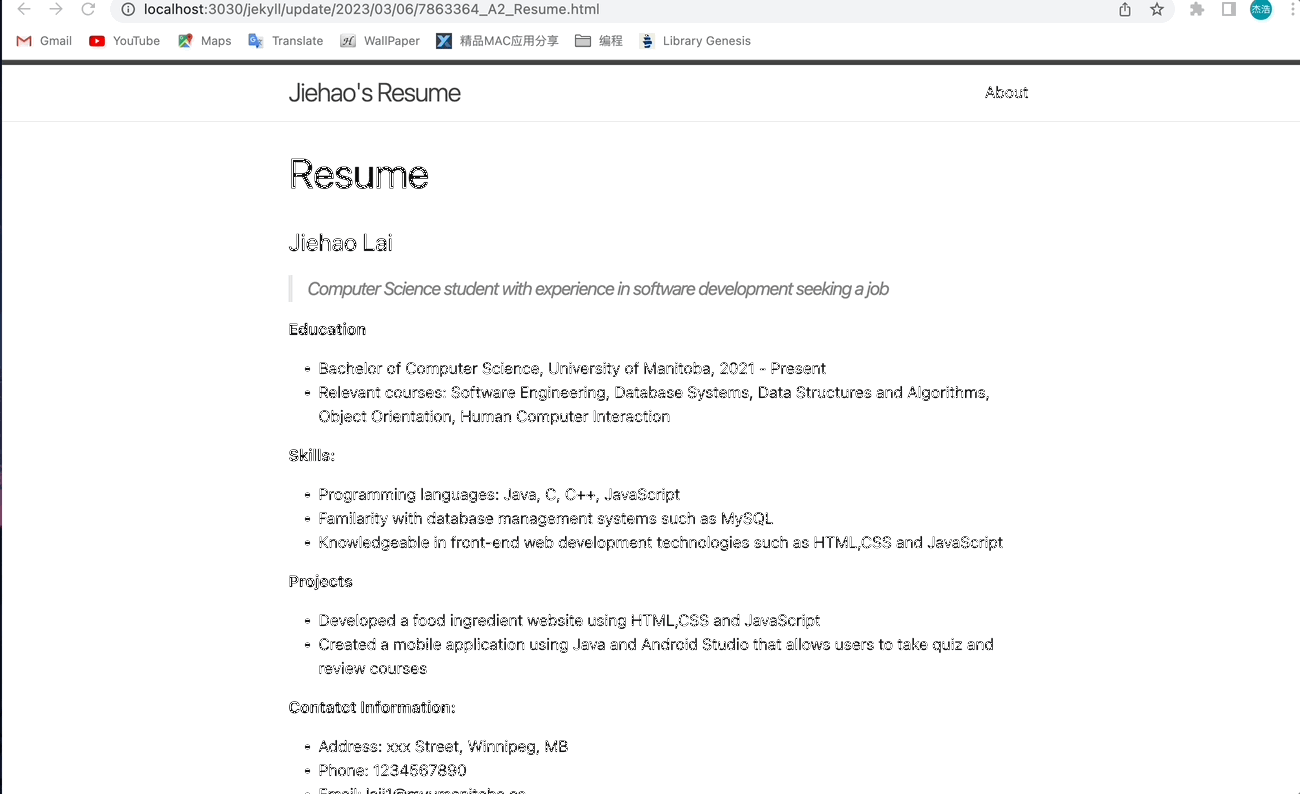 localhost:3030/jekyll/update/2023/03/06/7863364_A2_Resume.html
杰浩
Gmail YouTube Maps Translate WallPaper 精品MAC应用分享 编程 Library Genesis
Jiehao's Resume About
Resume
Jiehao Lai
Computer Science student with experience in software development seeking a job
Education
• Bachelor of Computer Science, University of Manitoba, 2021 - Present
• Relevant courses: Software Engineering, Database Systems, Data Structures and Algorithms,
Object Orientation, Human Computer Interaction
Skills:
• Programming languages: Java, C, C++, JavaScript
• Familarity with database management systems such as MySQL
• Knowledgeable in front-end web development technologies such as HTML,CSS and JavaScript
Projects
• Developed a food ingredient website using HTML,CSS and JavaScript
• Created a mobile application using Java and Android Studio that allows users to take quiz and
review courses
Contatct Information:
• Address: xxx Street, Winnipeg, MB
• Phone: 1234567890
• Email: